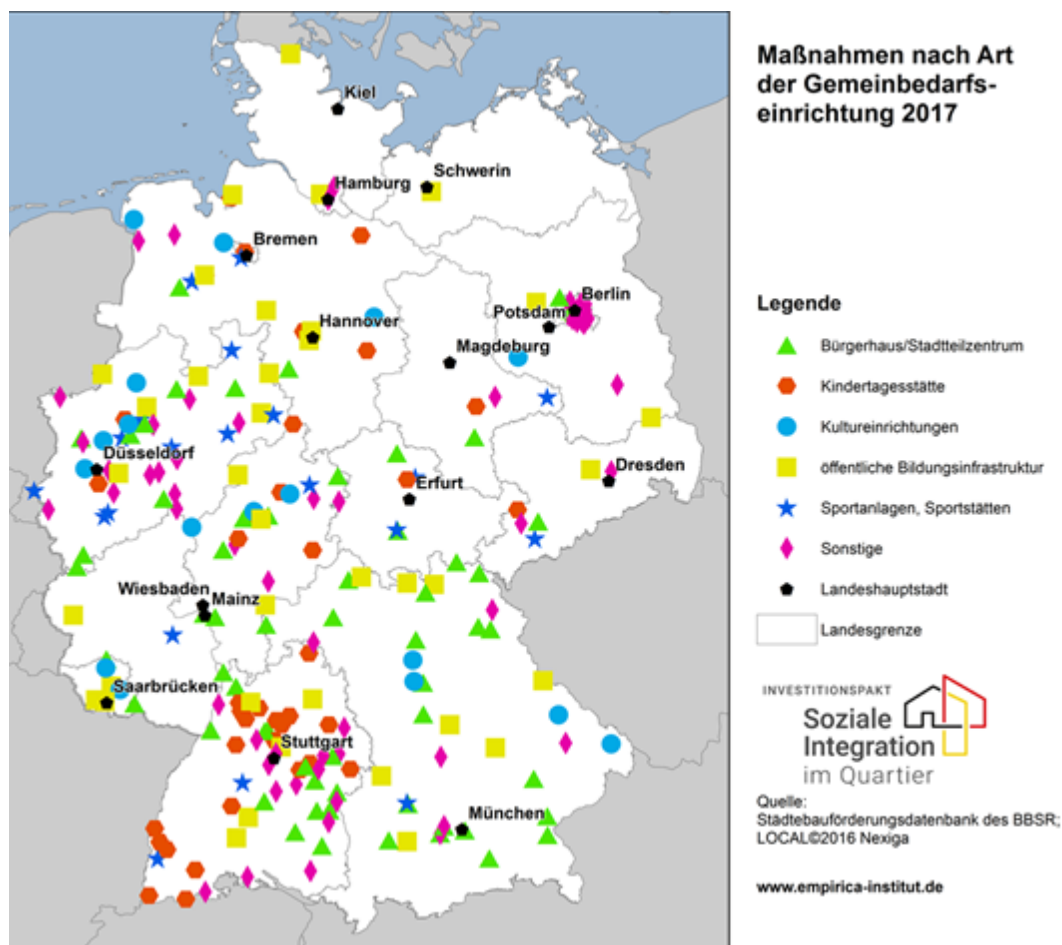 Maßnahmen nach Art
der Gemeinbedarfs-
einrichtung 2017
Kiel
Schwerin
Hamburg
Bremen
Berlin
Potsdam
Hannover
Magdeburg
Düsseldorf
Dresden
Erfurt
Wiesbaden
Mainz
Saarbrücken
Stuttgart
München
Legende
Bürgerhaus/Stadtteilzentrum
Kindertagesstätte
Kultureinrichtungen
öffentliche Bildungsinfrastruktur
Sportanlagen, Sportstätten
Sonstige
Landeshauptstadt
Landesgrenze
INVESTITIONSPAKT
Soziale
Integration
im Quartier
Quelle:
Städtebauförderungsdatenbank des BBSR;
LOCAL©2016 Nexiga
www.empirica-institut.de